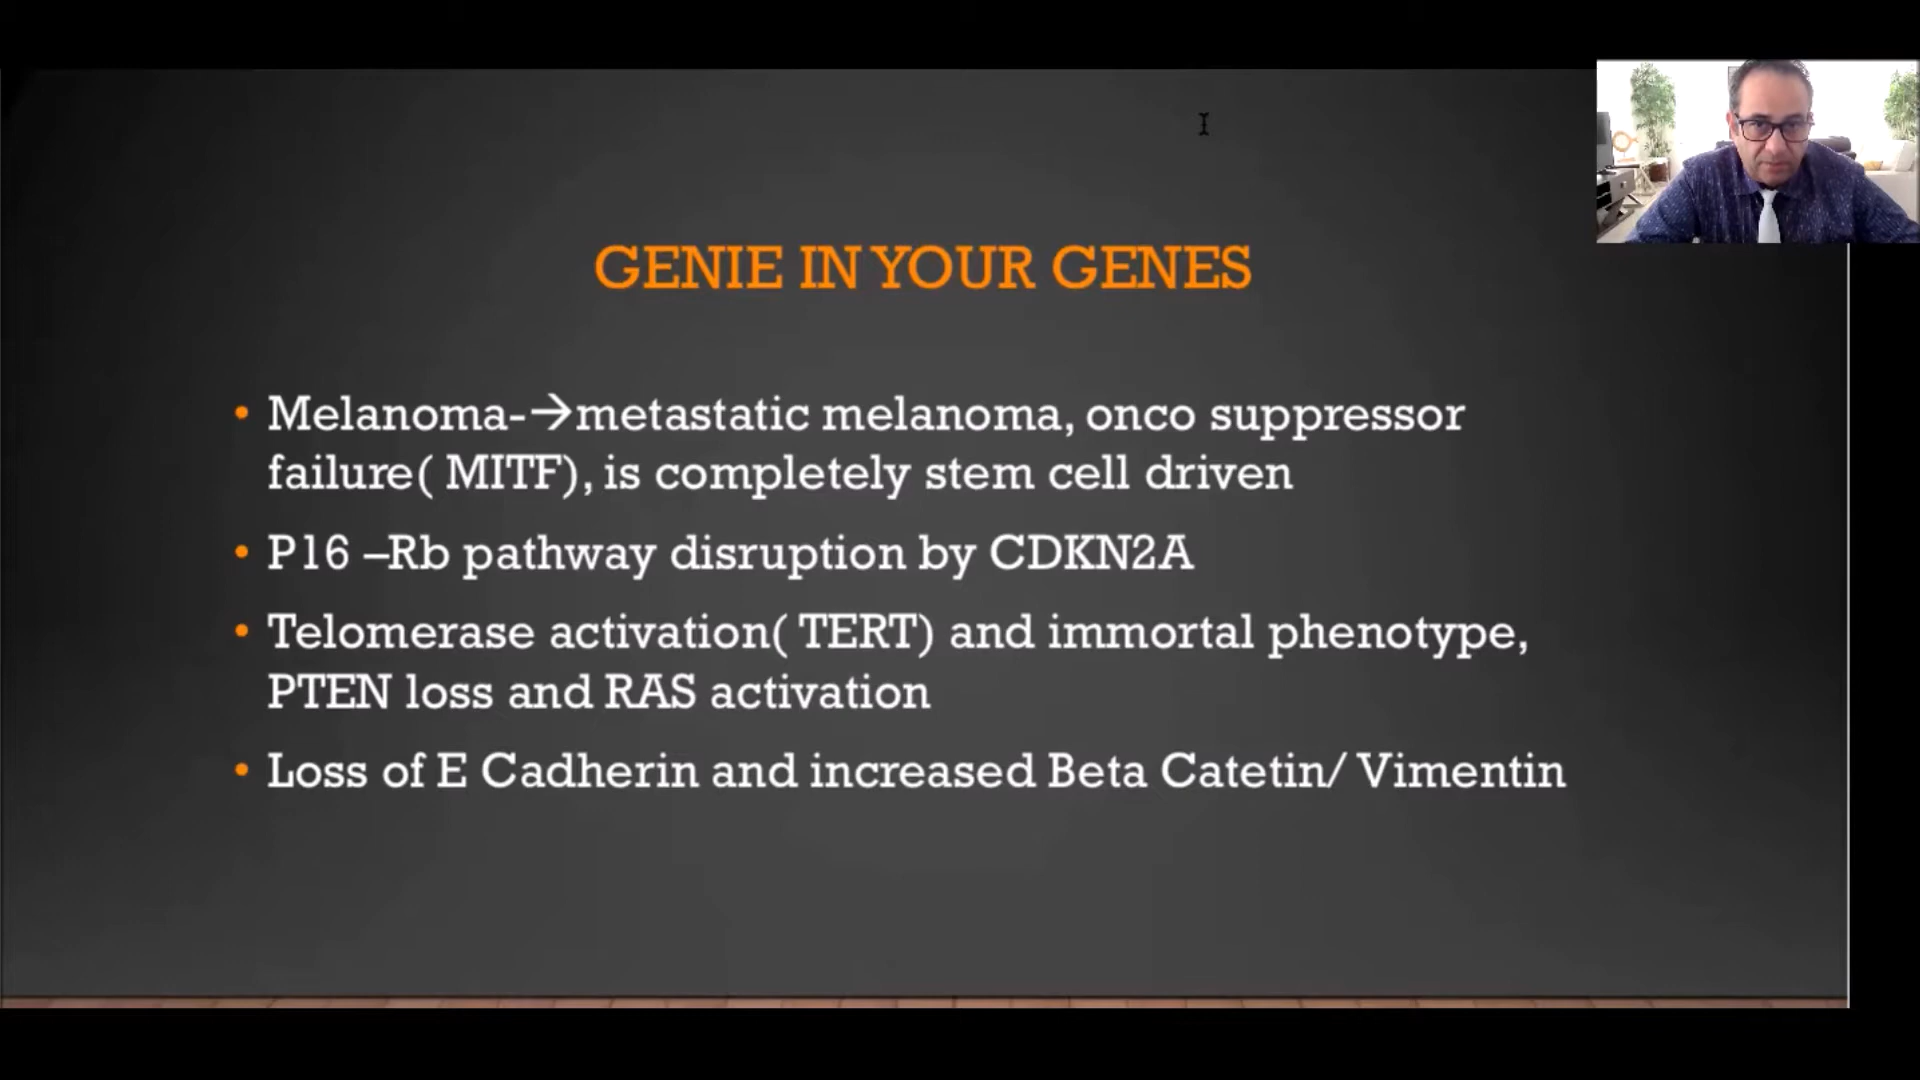 GENIE IN YOUR GENES
• Melanoma-→metastatic melanoma, onco suppressor
failure( MITF), is completely stem cell driven
• P16 –Rb pathway disruption by CDKN2A
• Telomerase activation( TERT) and immortal phenotype,
PTEN loss and RAS activation
• Loss of E Cadherin and increased Beta Catetin/ Vimentin